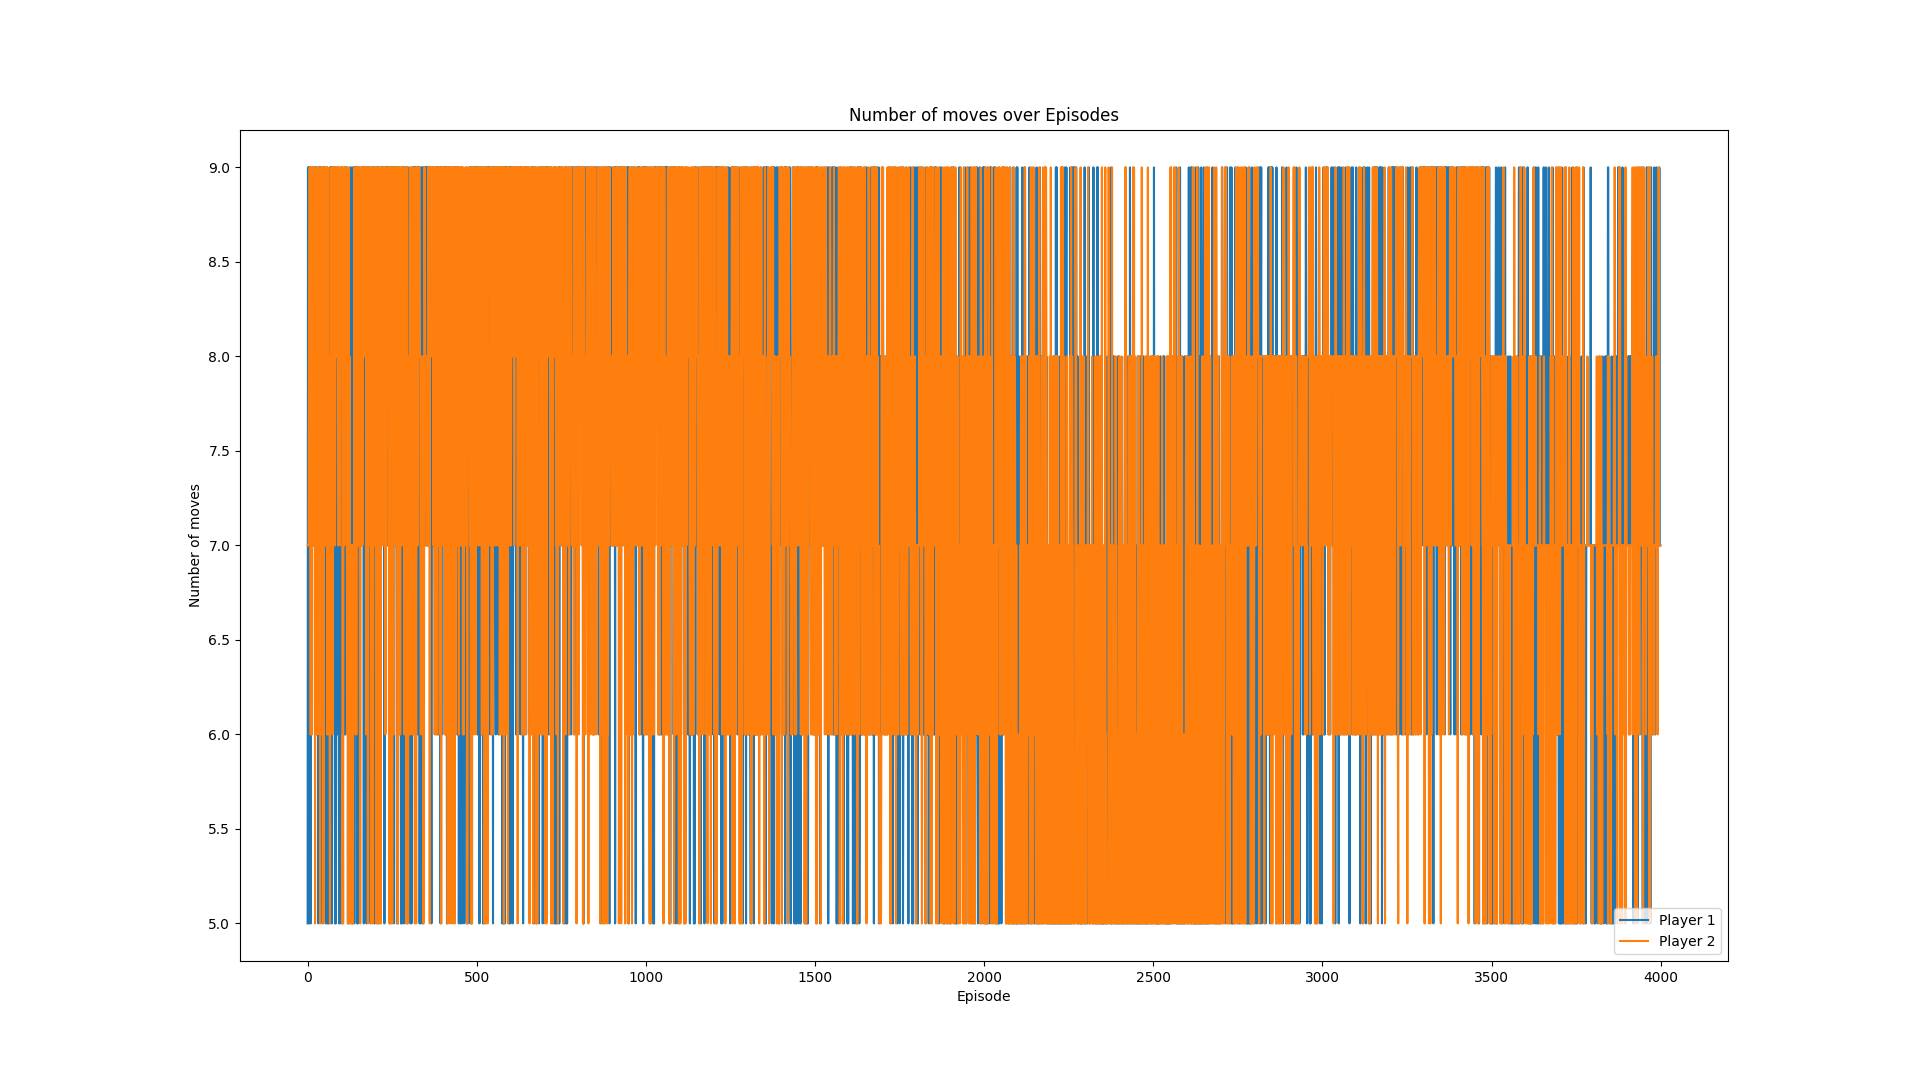 Number of moves over Episodes
9.0
8.5
8.0
7.5
7.0
6.5
6.0
5.5
5.0
Number of moves
0 500 1000 1500 2000 2500 3000 3500 4000
Episode
Player 1
Player 2